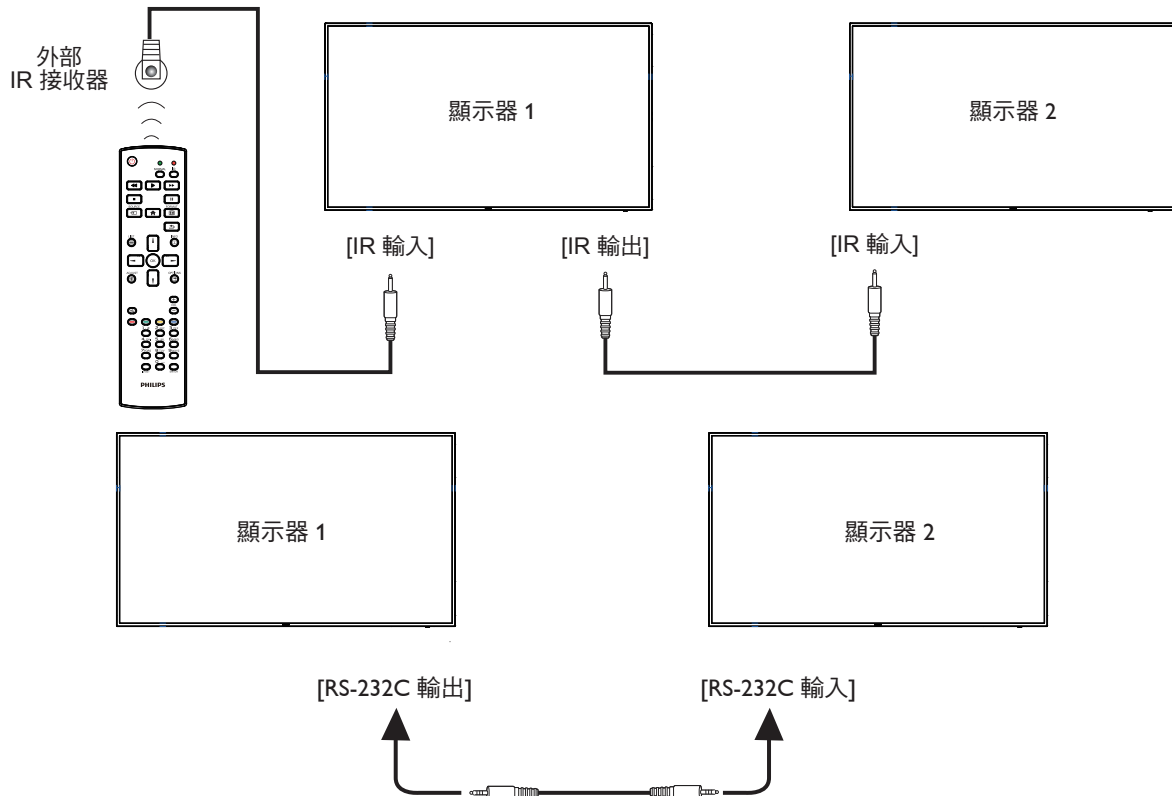 外部
IR 接收器
顯示器 1
顯示器 2
[IR 輸入]
[IR 輸出]
[IR 輸入]
PHILIPS
顯示器 1
顯示器 2
[RS-232C 輸出]
[RS-232C 輸入]